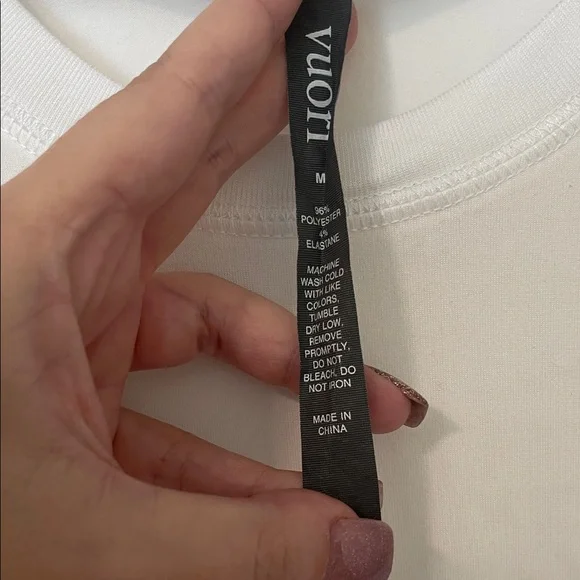 vuori
M
96%
POLYESTER
4%
ELASTANE
MACHINE
WASH COLD
WITH LIKE
COLORS,
TUMBLE
DRY LOW,
REMOVE
PROMPTLY,
DO NOT
BLEACH, DO
NOT IRON
MADE IN
CHINA